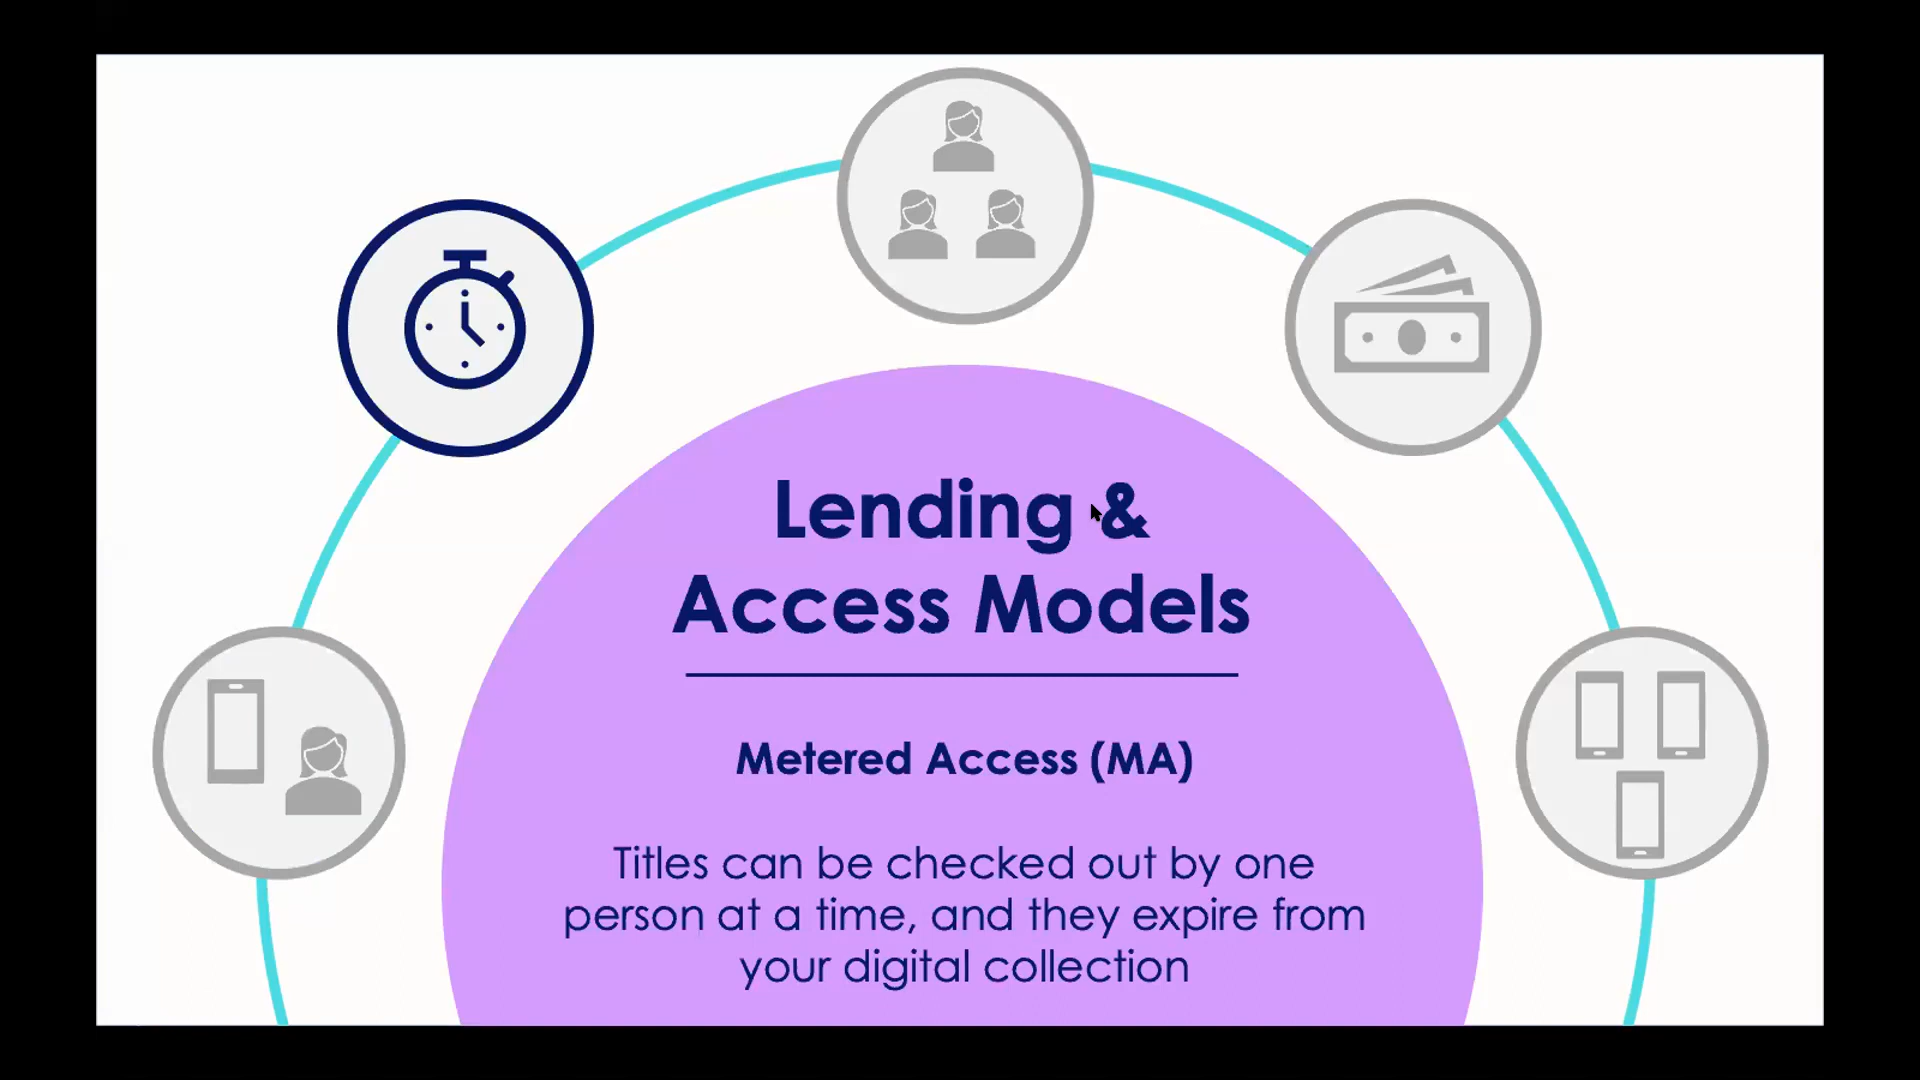 Lending &
Access Models
Metered Access (MA)
Titles can be checked out by one
person at a time, and they expire from
your digital collection